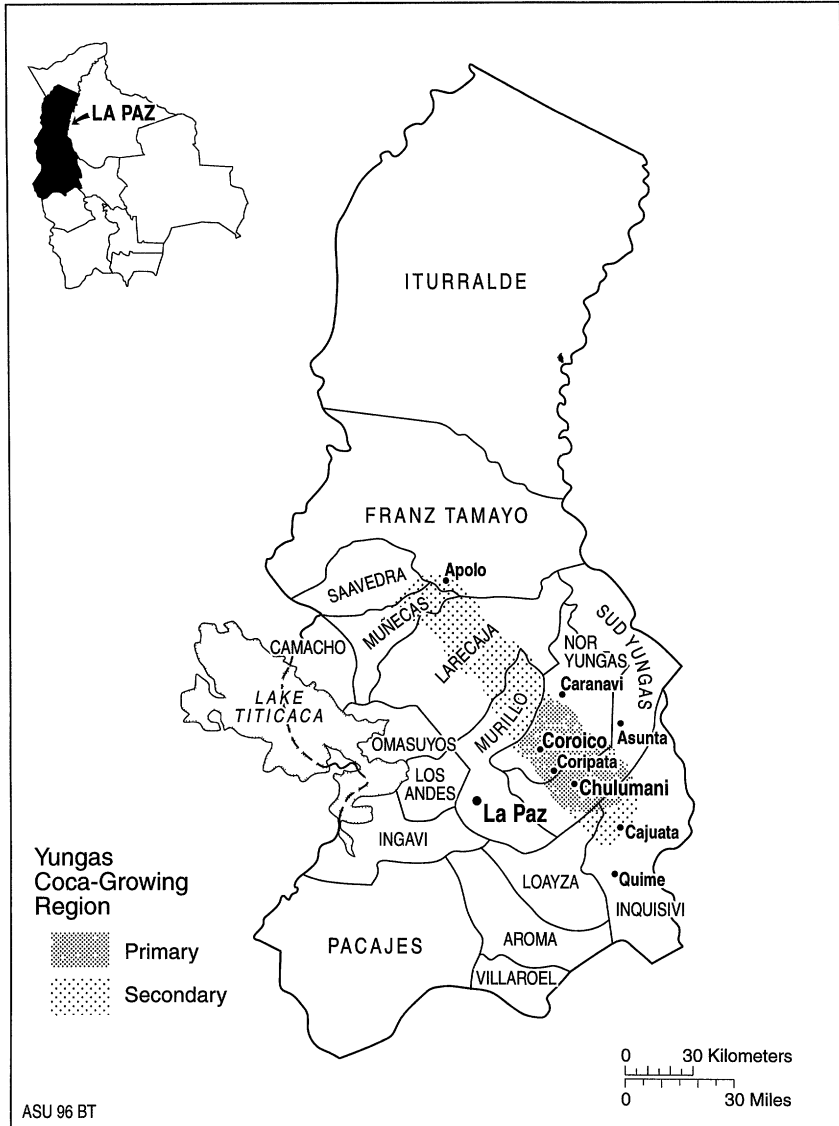 LA PAZ
ITURRALDE
FRANZ TAMAYO
Apolo
SAAVEDRA
MUÑECAS
SUD YUNGAS
CAMACHO
LARECAJA
NOR
YUNGAS
Caranavi
LAKE
TITICACA
MURILLO
Asunta
OMASUYOS
Coroico
Coripata
LOS
ANDES
Chulumani
La Paz
Cajuata
INGAVI
Yungas
Coca-Growing
Region
Primary
Secondary
LOAYZA
Quime
INQUISIVI
PACAJES
AROMA
VILLAROEL
0 30 Kilometers
0 30 Miles
ASU 96 BT